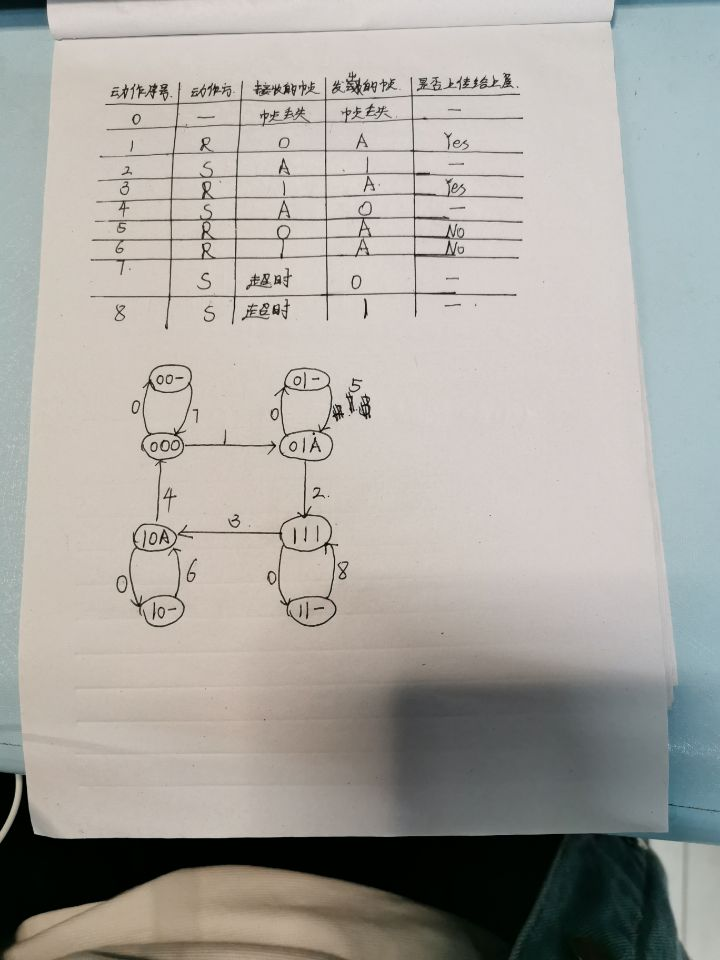 动作序号 动作方 接收的帧 发出的帧 是否上传给上层
0 — 帧丢失 帧丢失 —
1 R 0 A Yes
2 S A 1 —
3 R 1 A Yes
4 S A 0 —
5 R 0 A No
6 R 1 A No
7 S 超时 0 —
8 S 超时 1 —
00- 01-
0 7 0 5
000 1 01A
4 2
10A 3 111
0 6 0 8
10- 11-